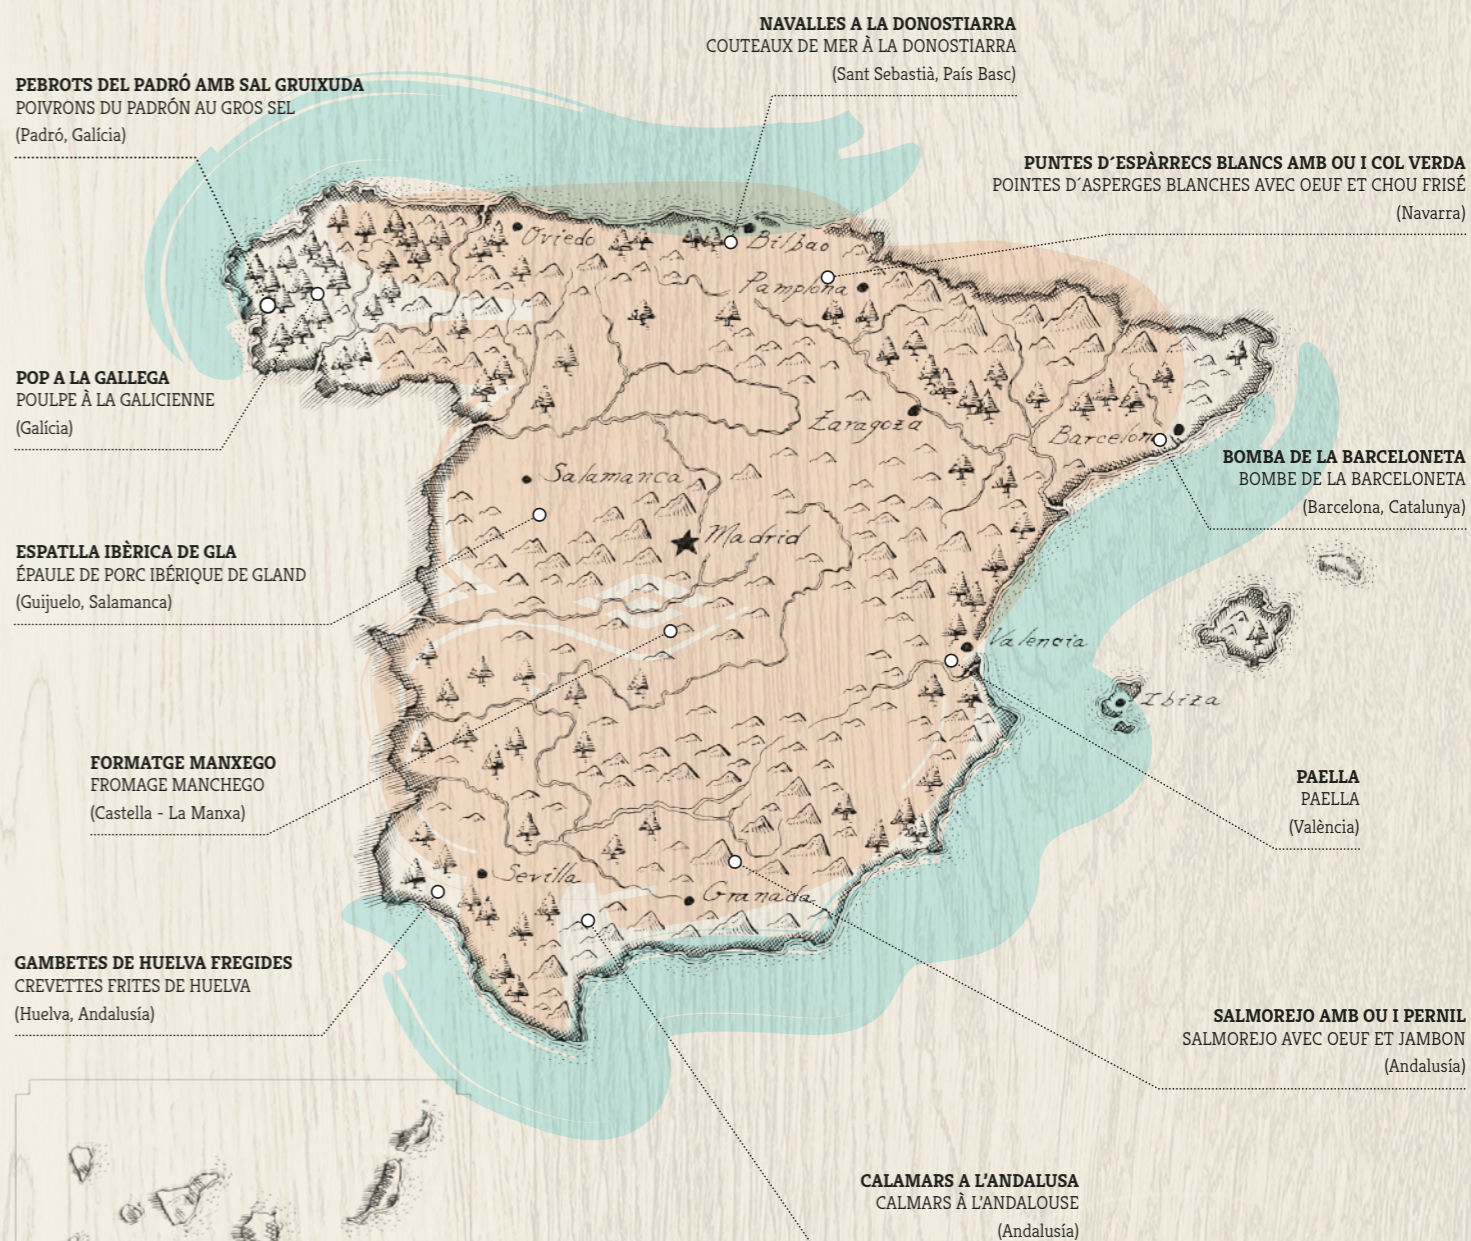 NAVALLES A LA DONOSTIARRA
COUTEAUX DE MER À LA DONOSTIARRA
(Sant Sebastià, País Basc)
PEBROTS DEL PADRÓ AMB SAL GRUIXUDA
POIVRONS DU PADRÓN AU GROS SEL
(Padró, Galícia)
PUNTES D´ESPÀRRECS BLANCS AMB OU I COL VERDA
POINTES D´ASPERGES BLANCHES AVEC OEUF ET CHOU FRISÉ
(Navarra)
Oviedo
Bilbao
Pamplona
POP A LA GALLEGA
POULPE À LA GALICIENNE
(Galícia)
Zaragoza
Barcelona
BOMBA DE LA BARCELONETA
BOMBE DE LA BARCELONETA
(Barcelona, Catalunya)
Salamanca
Madrid
ESPATLLA IBÈRICA DE GLA
ÉPAULE DE PORC IBÉRIQUE DE GLAND
(Guijuelo, Salamanca)
Valencia
Ibiza
FORMATGE MANXEGO
FROMAGE MANCHEGO
(Castella - La Manxa)
PAELLA
PAELLA
(València)
Sevilla
Granada
GAMBETES DE HUELVA FREGIDES
CREVETTES FRITES DE HUELVA
(Huelva, Andalusía)
SALMOREJO AMB OU I PERNIL
SALMOREJO AVEC OEUF ET JAMBON
(Andalusía)
CALAMARS A L’ANDALUSA
CALMARS À L’ANDALOUSE
(Andalusía)